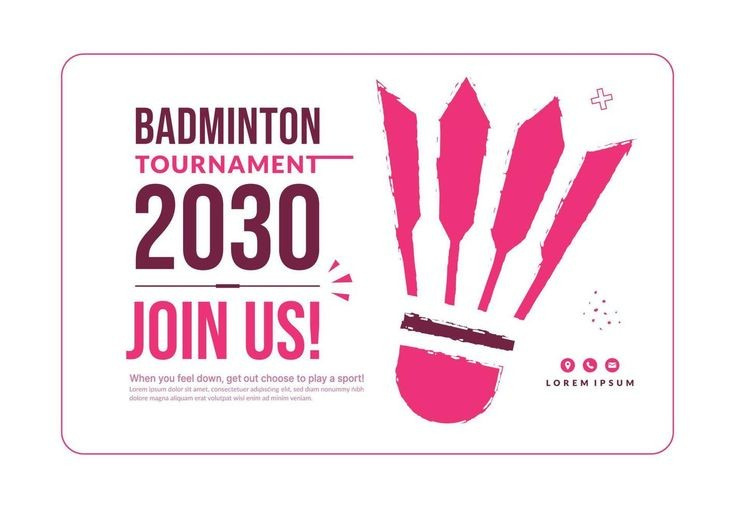 BADMINTON
TOURNAMENT
2030
JOIN US!
When you feel down, get out choose to play a sport!
Lorem ipsum dolor sit amet, consectetuer adipiscing elit, sed diam nonummy nibh
dolore magna aliquam erat volutpat. Ut wisi enim ad minim veniam,
LOREM IPSUM